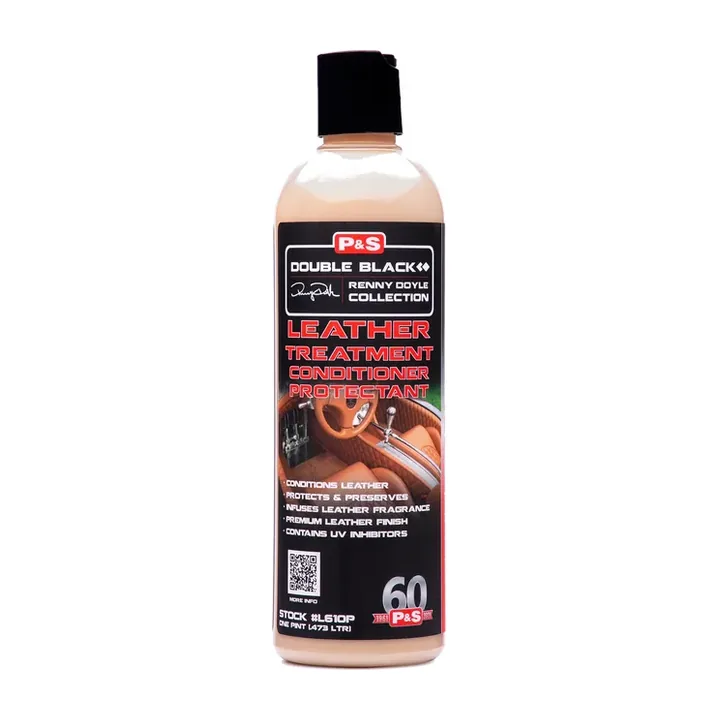 P&S
DOUBLE BLACK
RENNY DOYLE
COLLECTION
LEATHER
TREATMENT
CONDITIONER
PROTECTANT
· CONDITIONS LEATHER
· PROTECTS & PRESERVES
· INFUSES LEATHER FRAGRANCE
· PREMIUM LEATHER FINISH
· CONTAINS UV INHIBITORS
MORE INFO
STOCK #L610P
ONE PINT (473 LTR)
60
P&S